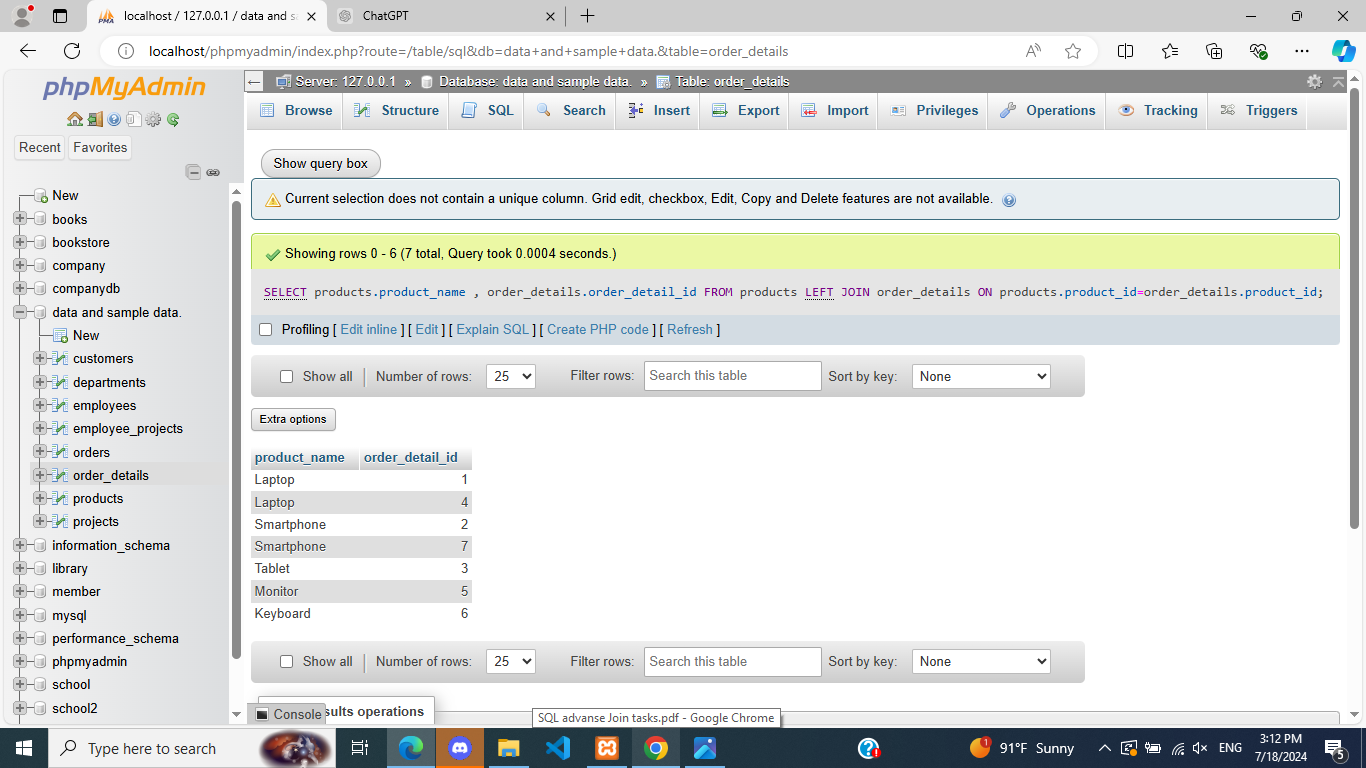 localhost / 127.0.0.1 / data and sa
ChatGPT
localhost/phpmyadmin/index.php?route=/table/sql&db=data+and+sample+data.&table=order_details
phpMyAdmin
Recent
Favorites
New
books
bookstore
company
companydb
data and sample data.
New
customers
departments
employees
employee_projects
orders
order_details
products
projects
information_schema
library
member
mysql
performance_schema
phpmyadmin
school
school2
Server: 127.0.0.1 » Database: data and sample data. » Table: order_details
Browse Structure SQL Search Insert Export Import Privileges Operations Tracking Triggers
Show query box
Current selection does not contain a unique column. Grid edit, checkbox, Edit, Copy and Delete features are not available.
Showing rows 0 - 6 (7 total, Query took 0.0004 seconds.)
SELECT products.product_name , order_details.order_detail_id FROM products LEFT JOIN order_details ON products.product_id=order_details.product_id;
Profiling [ Edit inline ] [ Edit ] [ Explain SQL ] [ Create PHP code ] [ Refresh ]
Show all Number of rows: 25 Filter rows: Search this table Sort by key: None
Extra options
product_name order_detail_id
Laptop 1
Laptop 4
Smartphone 2
Smartphone 7
Tablet 3
Monitor 5
Keyboard 6
Show all Number of rows: 25 Filter rows: Search this table Sort by key: None
Console
sults operations
SQL advanse Join tasks.pdf - Google Chrome
Type here to search
1
91°F Sunny
ENG
3:12 PM
7/18/2024
5